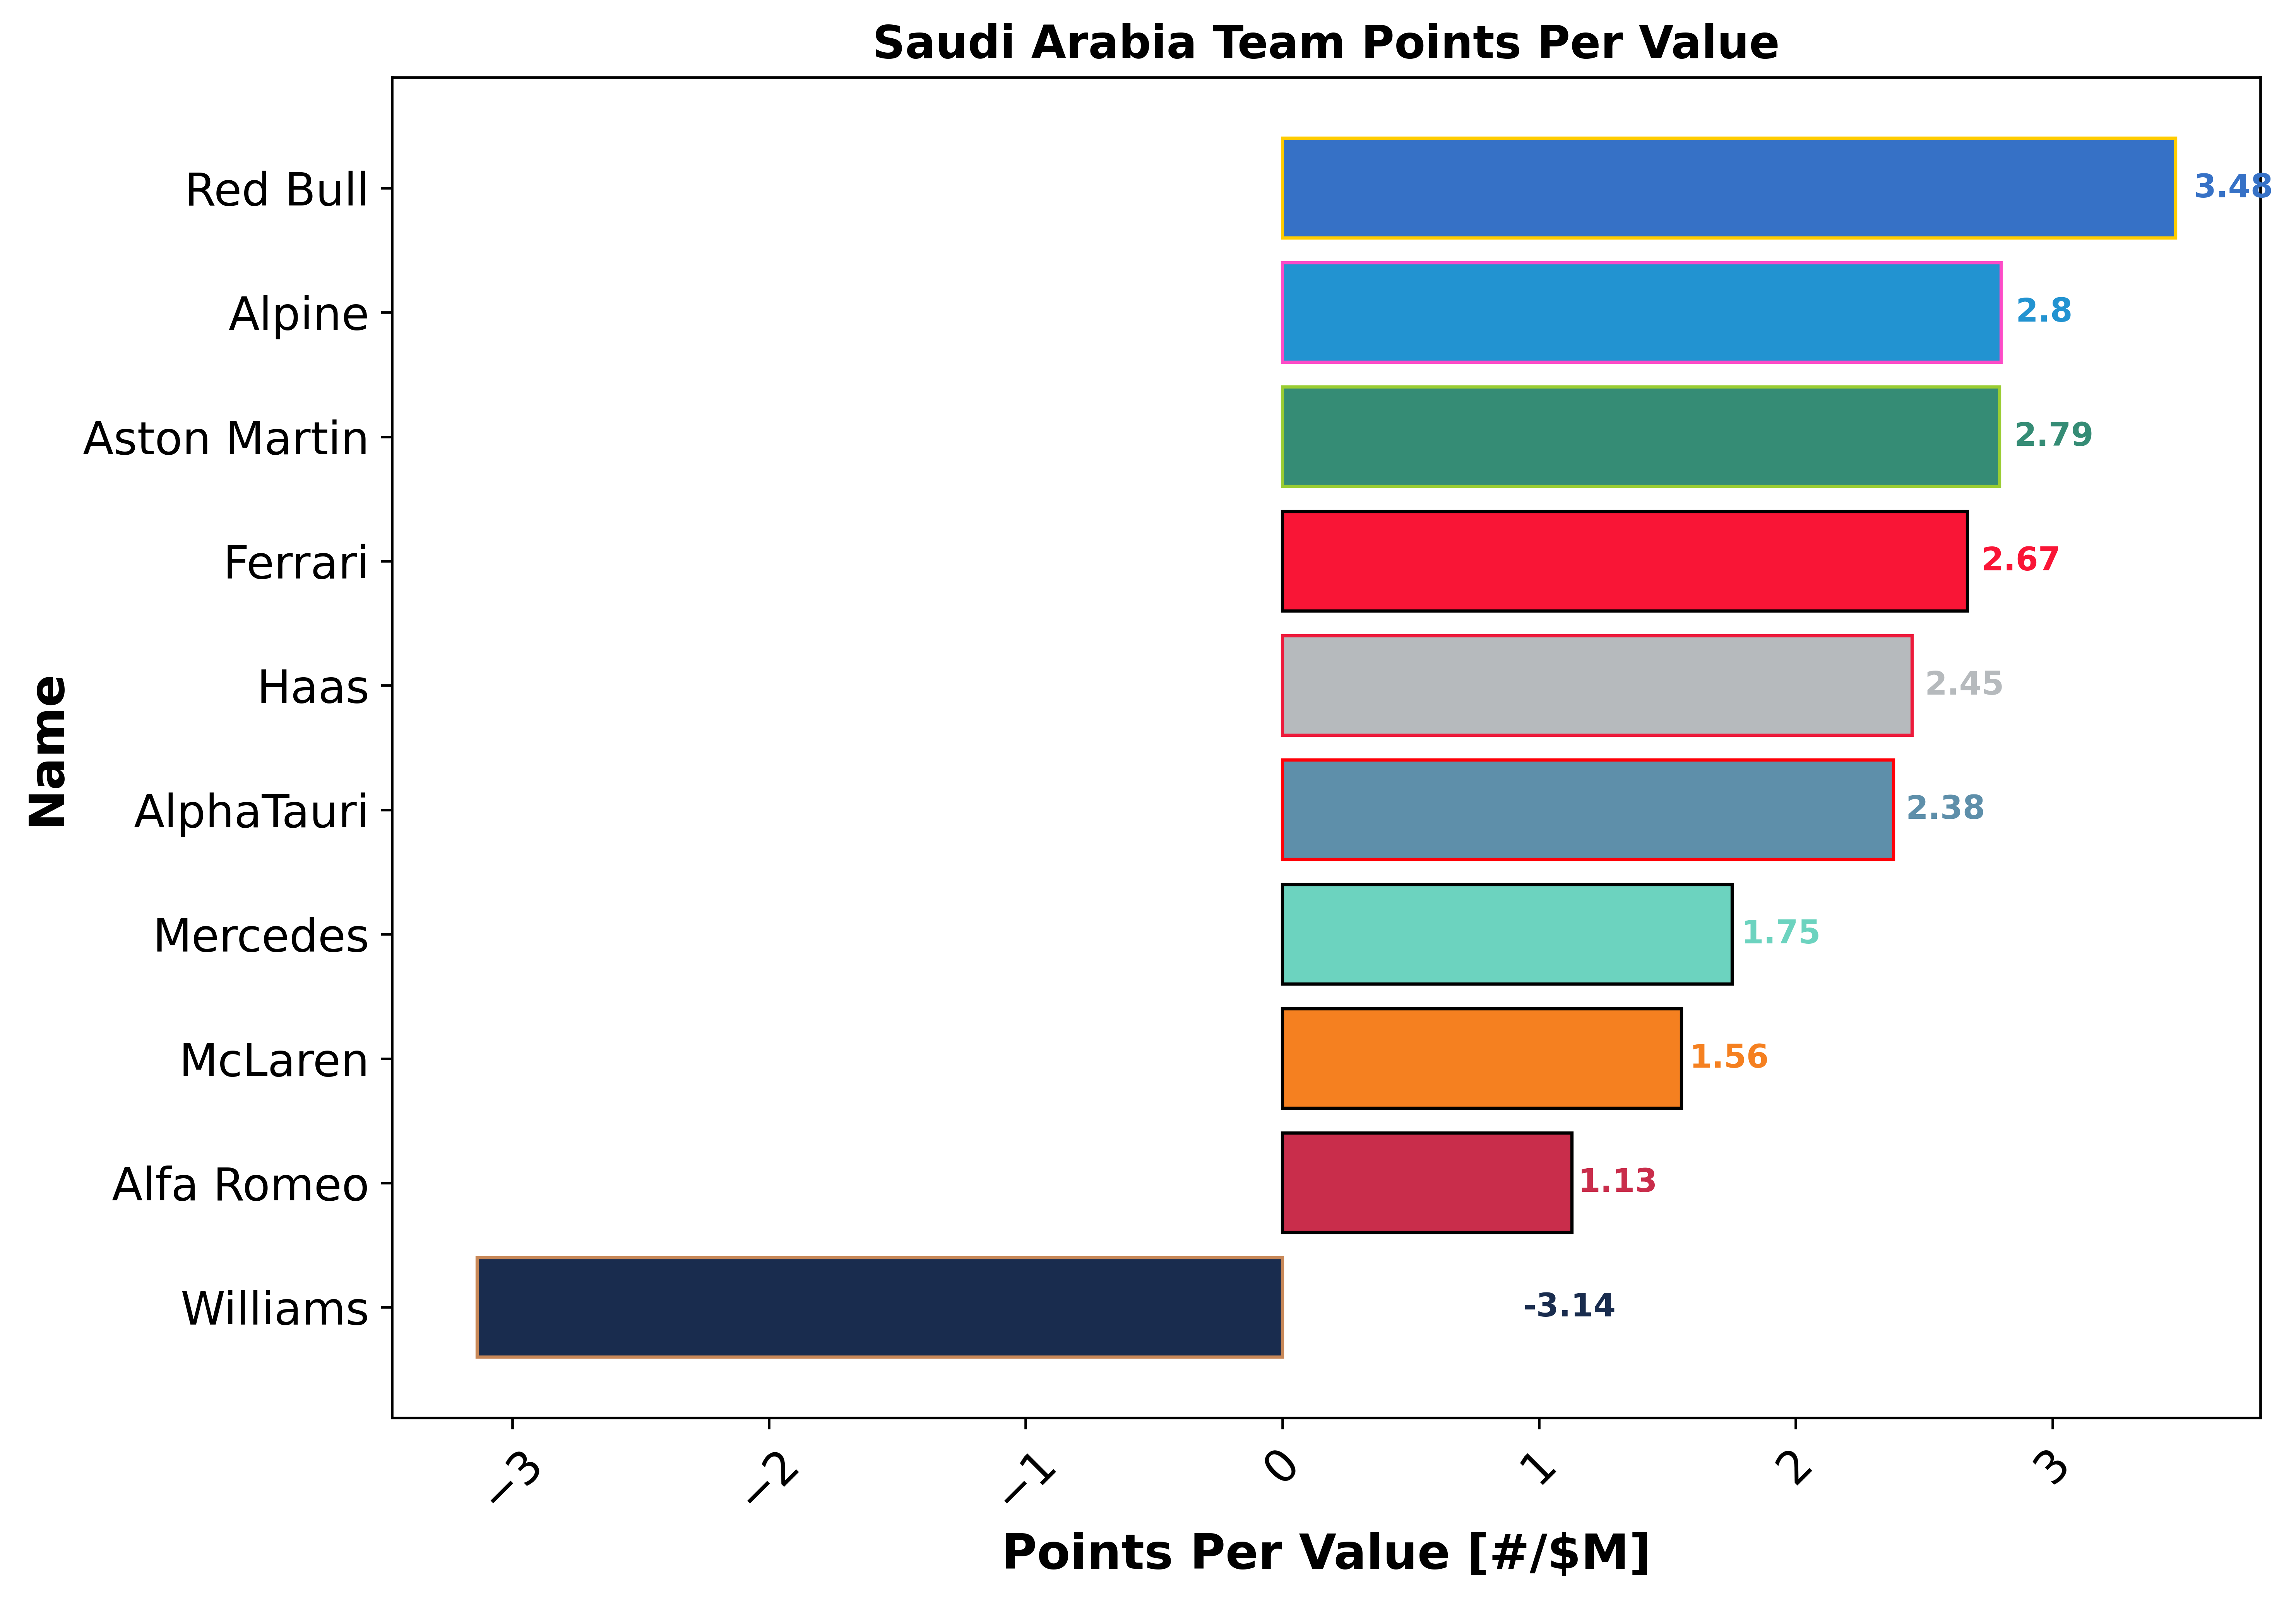 Saudi Arabia Team Points Per Value
Name
Red Bull
3.48
Alpine
2.8
Aston Martin
2.79
Ferrari
2.67
Haas
2.45
AlphaTauri
2.38
Mercedes
1.75
McLaren
1.56
Alfa Romeo
1.13
Williams
-3.14
−3 −2 −1 0 1 2 3
Points Per Value [#/$M]